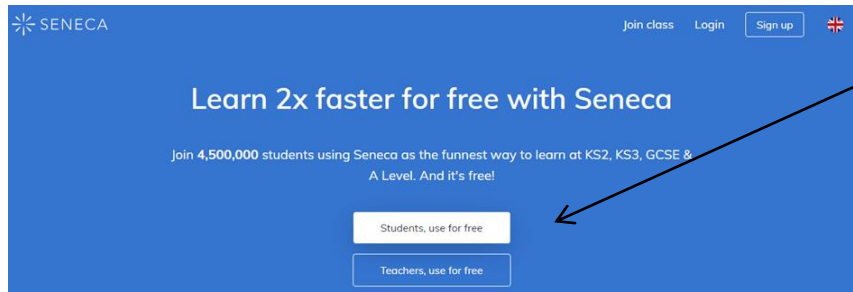 SENECA
Join class Login Sign up
Learn 2x faster for free with Seneca
Join 4,500,000 students using Seneca as the funnest way to learn at KS2, KS3, GCSE &
A Level. And it's free!
Students, use for free
Teachers, use for free